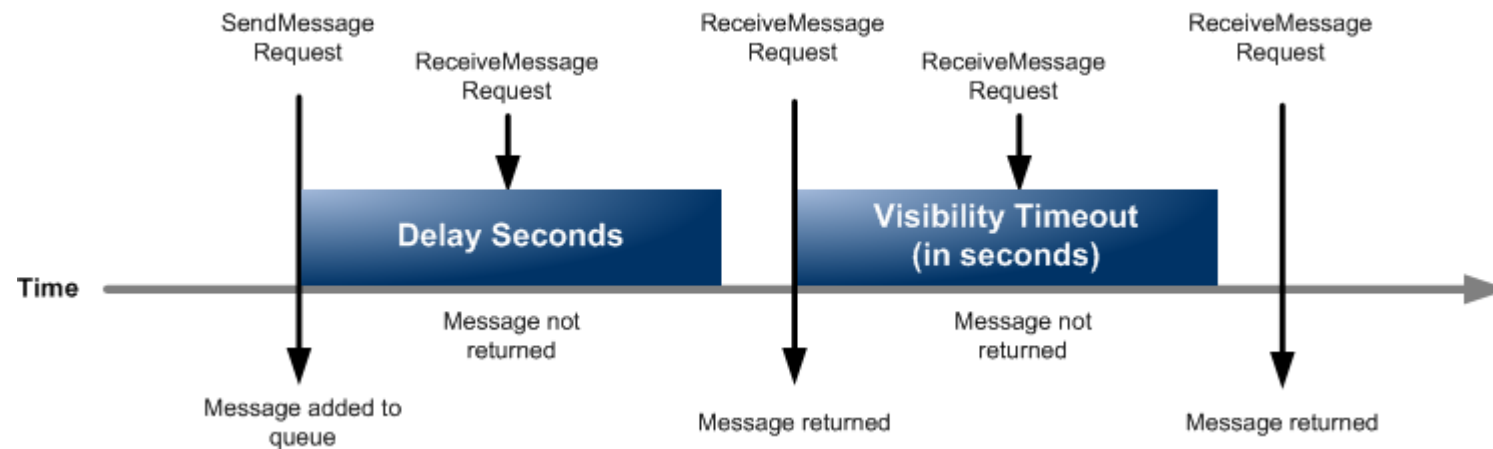 SendMessage
Request
ReceiveMessage
Request
ReceiveMessage
Request
ReceiveMessage
Request
ReceiveMessage
Request
Delay Seconds
Visibility Timeout
(in seconds)
Time
Message not
returned
Message not
returned
Message added to
queue
Message returned
Message returned